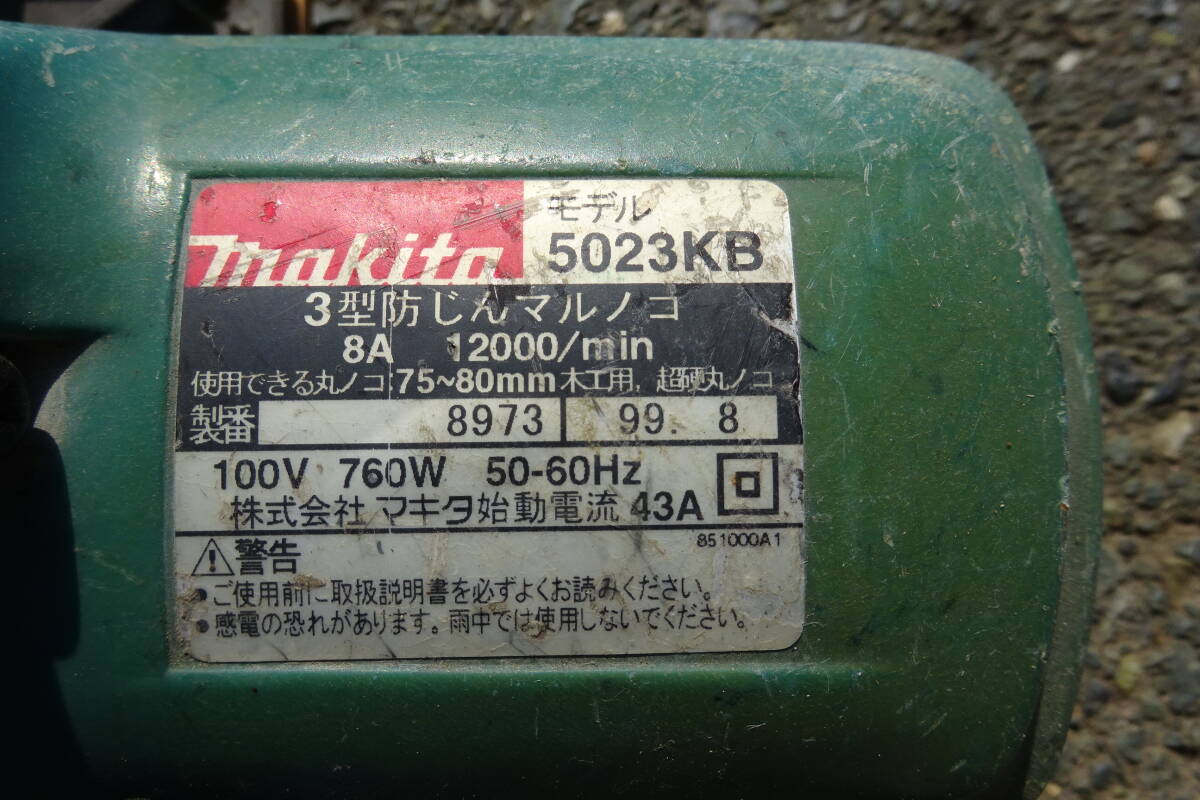 makita
モデル
5023KB
3型防じんマルノコ
8A 12000/min
使用できる丸ノコ:75~80mm 木工用, 超硬丸ノコ
製番 8973 99. 8
100V 760W 50-60Hz
株式会社 マキタ 始動電流 43A
851000A1
警告
•ご使用前に取扱説明書を必ずよくお読みください。
•感電の恐れがあります。雨中では使用しないでください。